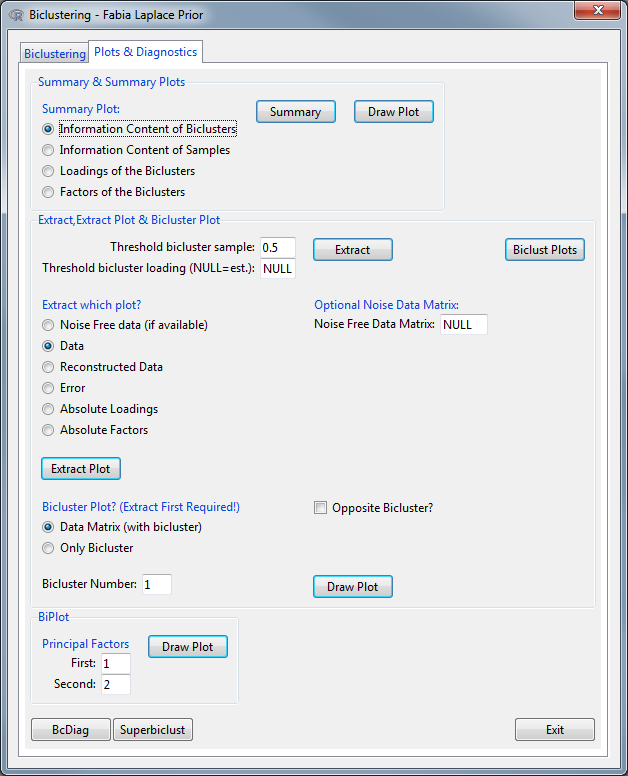 Biclustering - Fabia Laplace Prior
Biclustering Plots & Diagnostics
Summary & Summary Plots
Summary Plot: Summary Draw Plot
Information Content of Biclusters
Information Content of Samples
Loadings of the Biclusters
Factors of the Biclusters
Extract,Extract Plot & Bicluster Plot
Threshold bicluster sample: 0.5 Extract Biclust Plots
Threshold bicluster loading (NULL=est.): NULL
Extract which plot? Optional Noise Data Matrix:
Noise Free data (if available) Noise Free Data Matrix: NULL
Data
Reconstructed Data
Error
Absolute Loadings
Absolute Factors
Extract Plot
Bicluster Plot? (Extract First Required!) Opposite Bicluster?
Data Matrix (with bicluster)
Only Bicluster
Bicluster Number: 1 Draw Plot
BiPlot
Principal Factors Draw Plot
First: 1
Second: 2
BcDiag Superbiclust Exit